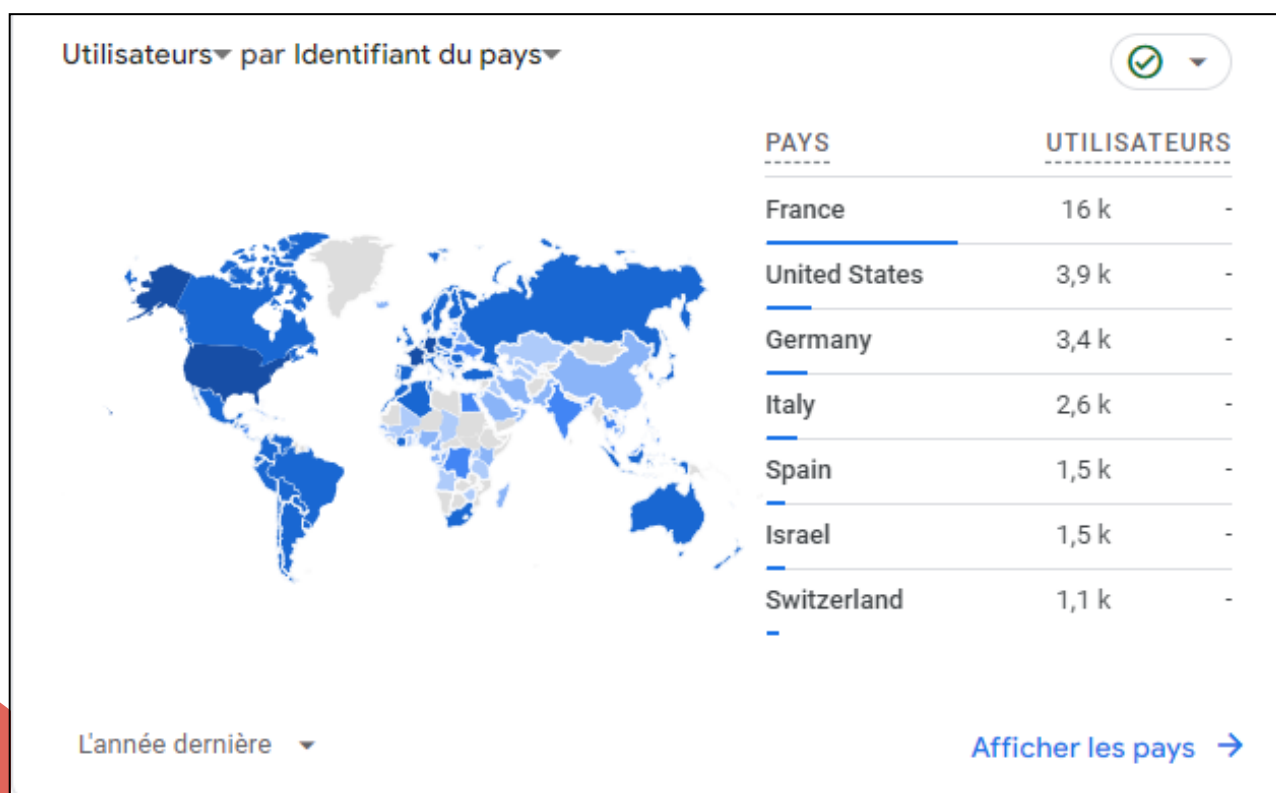 Utilisateurs par Identifiant du pays
PAYS UTILISATEURS
France 16 k -
United States 3,9 k -
Germany 3,4 k -
Italy 2,6 k -
Spain 1,5 k -
Israel 1,5 k -
Switzerland 1,1 k -
L'année dernière
Afficher les pays →